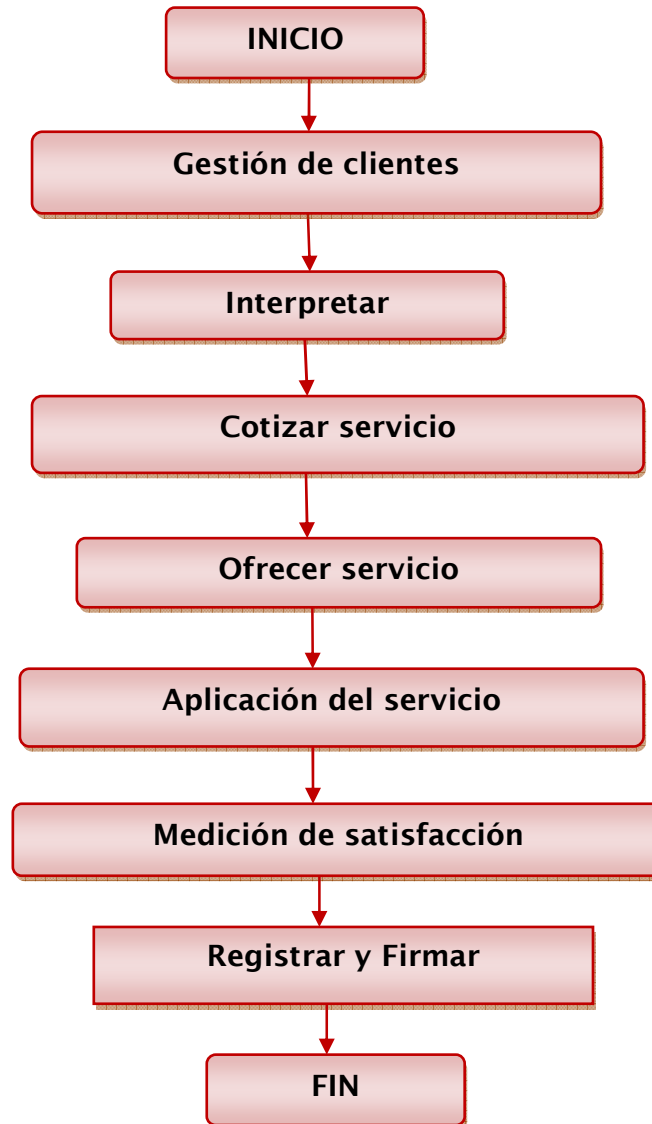 INICIO
Gestión de clientes
Interpretar
Cotizar servicio
Ofrecer servicio
Aplicación del servicio
Medición de satisfacción
Registrar y Firmar
FIN